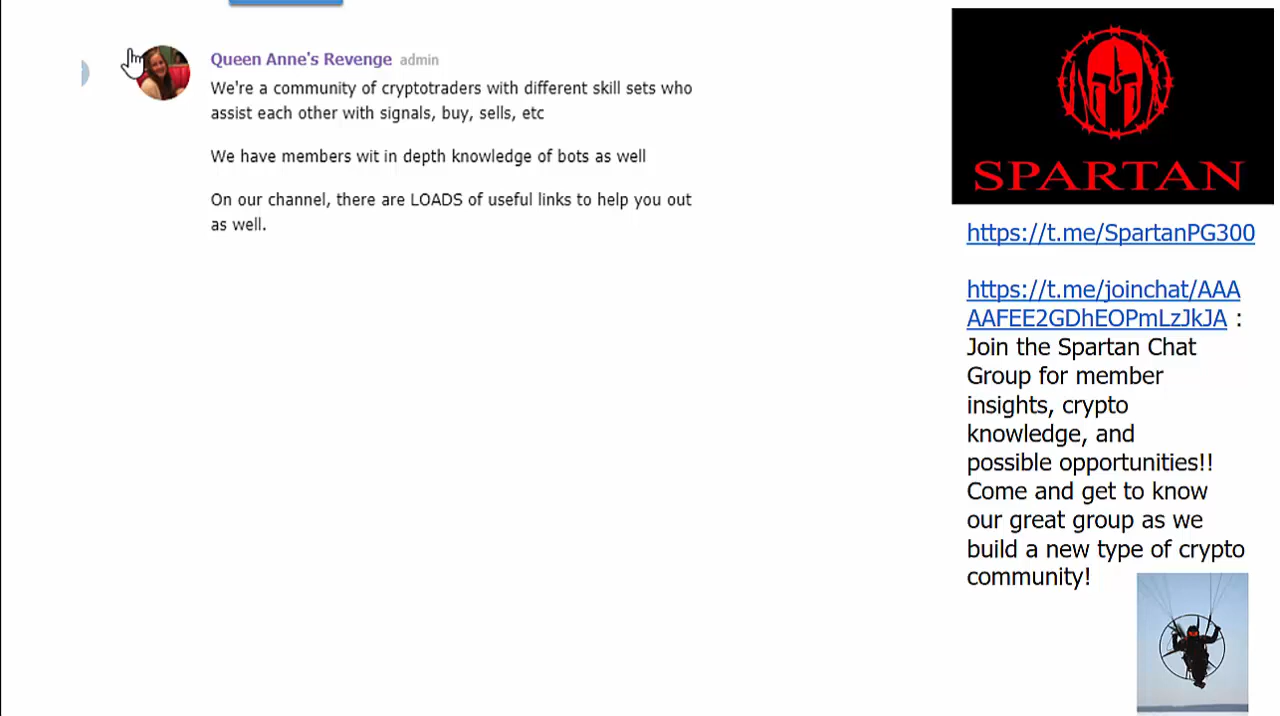 Queen Anne's Revenge admin
We're a community of cryptotraders with different skill sets who
assist each other with signals, buy, sells, etc
We have members wit in depth knowledge of bots as well
On our channel, there are LOADS of useful links to help you out
as well.
SPARTAN
https://t.me/SpartanPG300
https://t.me/joinchat/AAA
AAFEE2GDhEOPmLzJkJA :
Join the Spartan Chat
Group for member
insights, crypto
knowledge, and
possible opportunities!!
Come and get to know
our great group as we
build a new type of crypto
community!